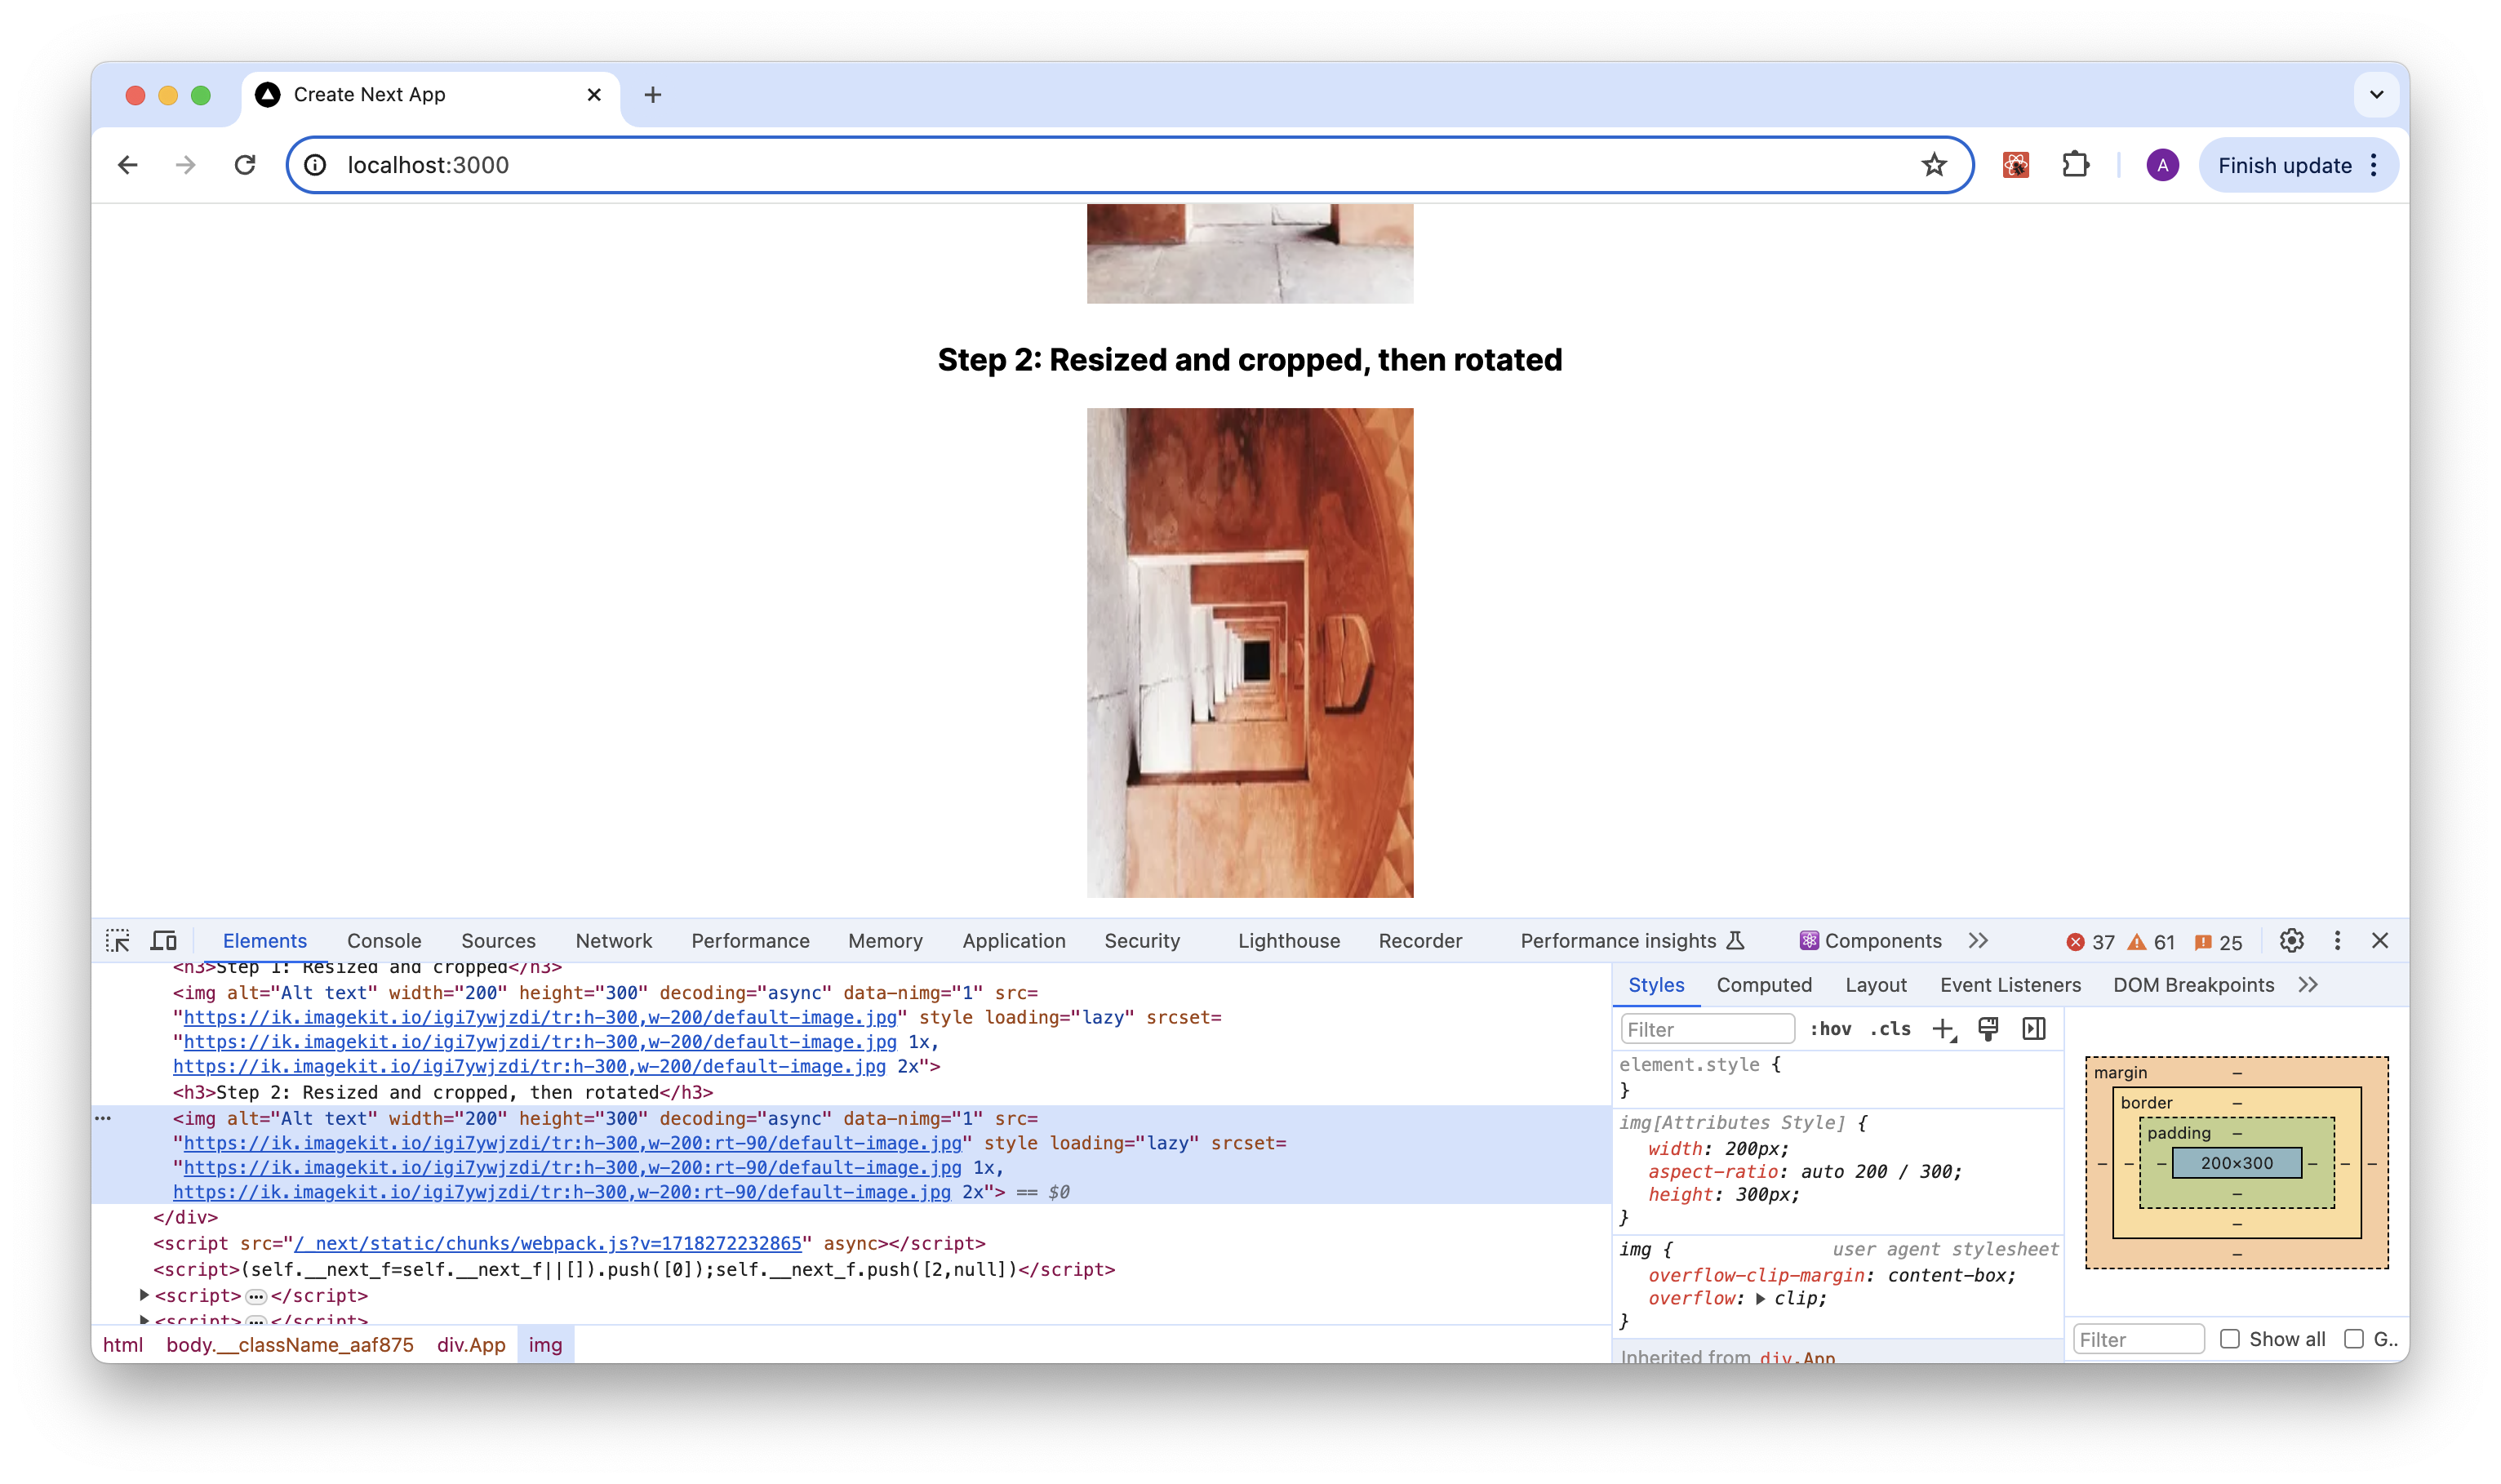 Create Next App
localhost:3000
A
Finish update
Step 2: Resized and cropped, then rotated
Elements Console Sources Network Performance Memory Application Security Lighthouse Recorder Performance insights Components 37 61 25
<h3>Step 1: Resized and cropped</h3>
<img alt="Alt text" width="200" height="300" decoding="async" data-nimg="1" src=
"https://ik.imagekit.io/igi7ywjzdi/tr:h-300,w-200/default-image.jpg" style loading="lazy" srcset=
"https://ik.imagekit.io/igi7ywjzdi/tr:h-300,w-200/default-image.jpg 1x,
https://ik.imagekit.io/igi7ywjzdi/tr:h-300,w-200/default-image.jpg 2x">
<h3>Step 2: Resized and cropped, then rotated</h3>
<img alt="Alt text" width="200" height="300" decoding="async" data-nimg="1" src=
"https://ik.imagekit.io/igi7ywjzdi/tr:h-300,w-200:rt-90/default-image.jpg" style loading="lazy" srcset=
"https://ik.imagekit.io/igi7ywjzdi/tr:h-300,w-200:rt-90/default-image.jpg 1x,
https://ik.imagekit.io/igi7ywjzdi/tr:h-300,w-200:rt-90/default-image.jpg 2x"> == $0
</div>
<script src="/_next/static/chunks/webpack.js?v=1718272232865" async></script>
<script>(self.__next_f=self.__next_f||[]).push([0]);self.__next_f.push([2,null])</script>
<script>…</script>
<script>…</script>
html body.__className_aaf875 div.App img
Styles Computed Layout Event Listeners DOM Breakpoints
Filter :hov .cls
element.style {
}
img[Attributes Style] {
width: 200px;
aspect-ratio: auto 200 / 300;
height: 300px;
}
img { user agent stylesheet
overflow-clip-margin: content-box;
overflow: clip;
}
Inherited from div.App
margin –
border –
padding –
– – – 200×300 – – –
–
–
–
Filter Show all G..